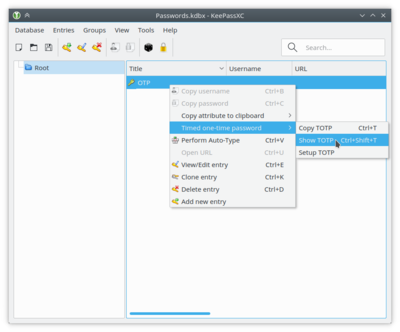 Passwords.kdbx - KeePassXC
Database Entries Groups View Tools Help
Search...
Root
Title Username URL
OTP
Copy username Ctrl+B
Copy password Ctrl+C
Copy attribute to clipboard
Timed one-time password
Copy TOTP Ctrl+T
Perform Auto-Type Ctrl+V
Show TOTP Ctrl+Shift+T
Open URL Ctrl+U
Setup TOTP
View/Edit entry Ctrl+E
Clone entry Ctrl+K
Delete entry Ctrl+D
Add new entry